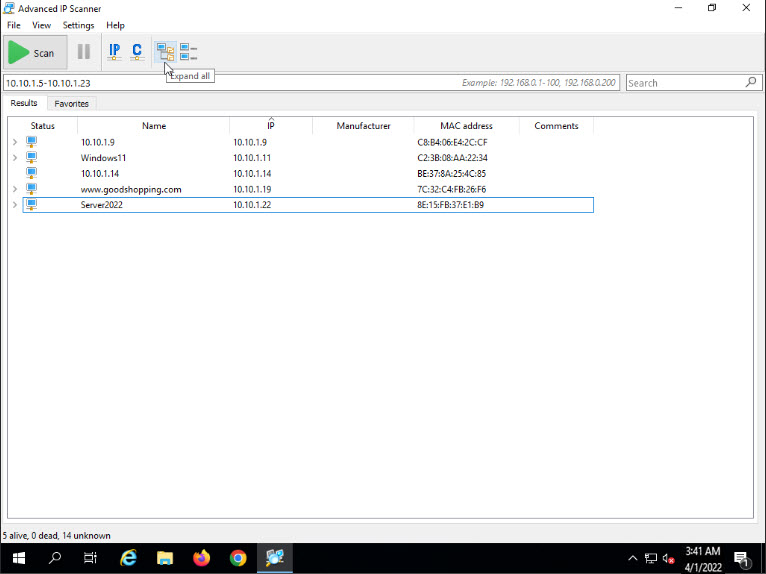 Advanced IP Scanner
File View Settings Help
Scan IP C
Expand all
10.10.1.5-10.10.1.23 Example: 192.168.0.1-100, 192.168.0.200 Search
Results Favorites
Status Name IP Manufacturer MAC address Comments
10.10.1.9 10.10.1.9 C8:B4:06:E4:2C:CF
Windows11 10.10.1.11 C2:3B:08:AA:22:34
10.10.1.14 10.10.1.14 BE:37:8A:25:4C:85
www.goodshopping.com 10.10.1.19 7C:32:C4:FB:26:F6
Server2022 10.10.1.22 8E:15:FB:37:E1:B9
5 alive, 0 dead, 14 unknown
3:41 AM
4/1/2022
1